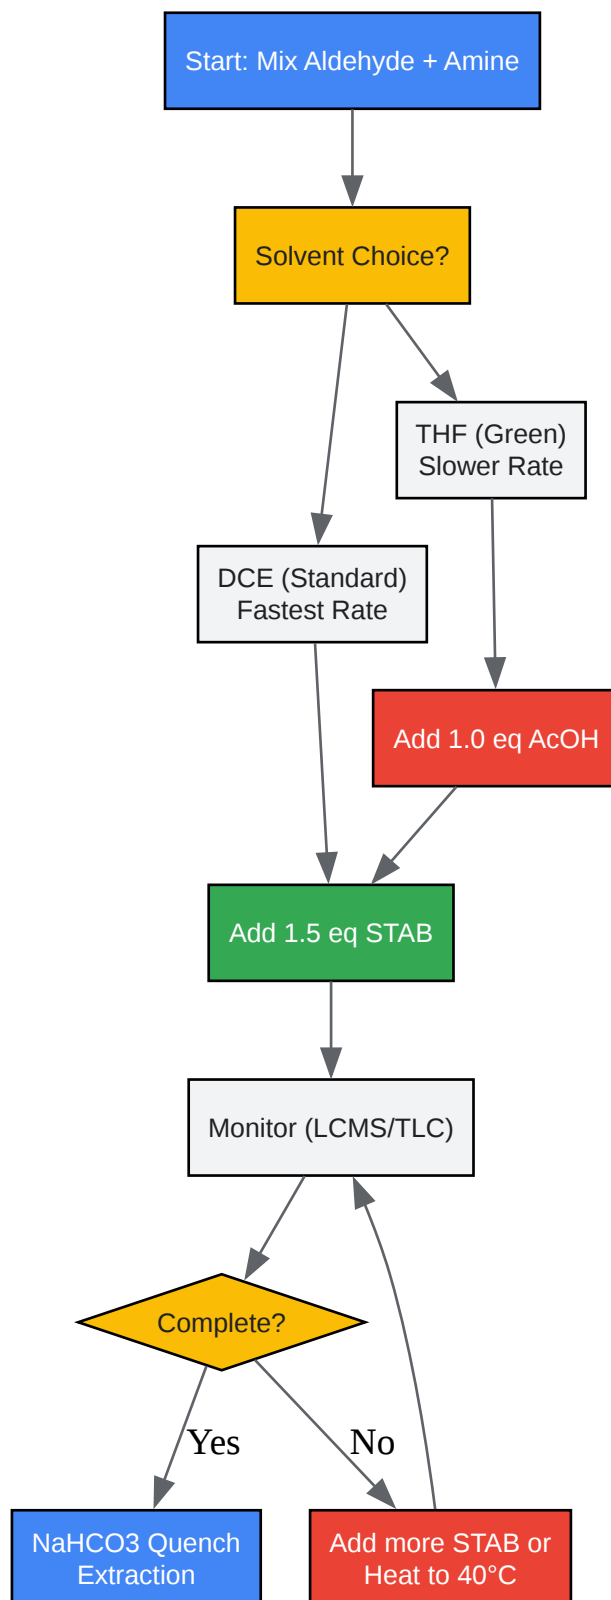 Start: Mix Aldehyde + Amine
Solvent Choice?
THF (Green)
Slower Rate
DCE (Standard)
Fastest Rate
Add 1.0 eq AcOH
Add 1.5 eq STAB
Monitor (LCMS/TLC)
Complete?
Yes
No
NaHCO3 Quench
Extraction
Add more STAB or
Heat to 40°C